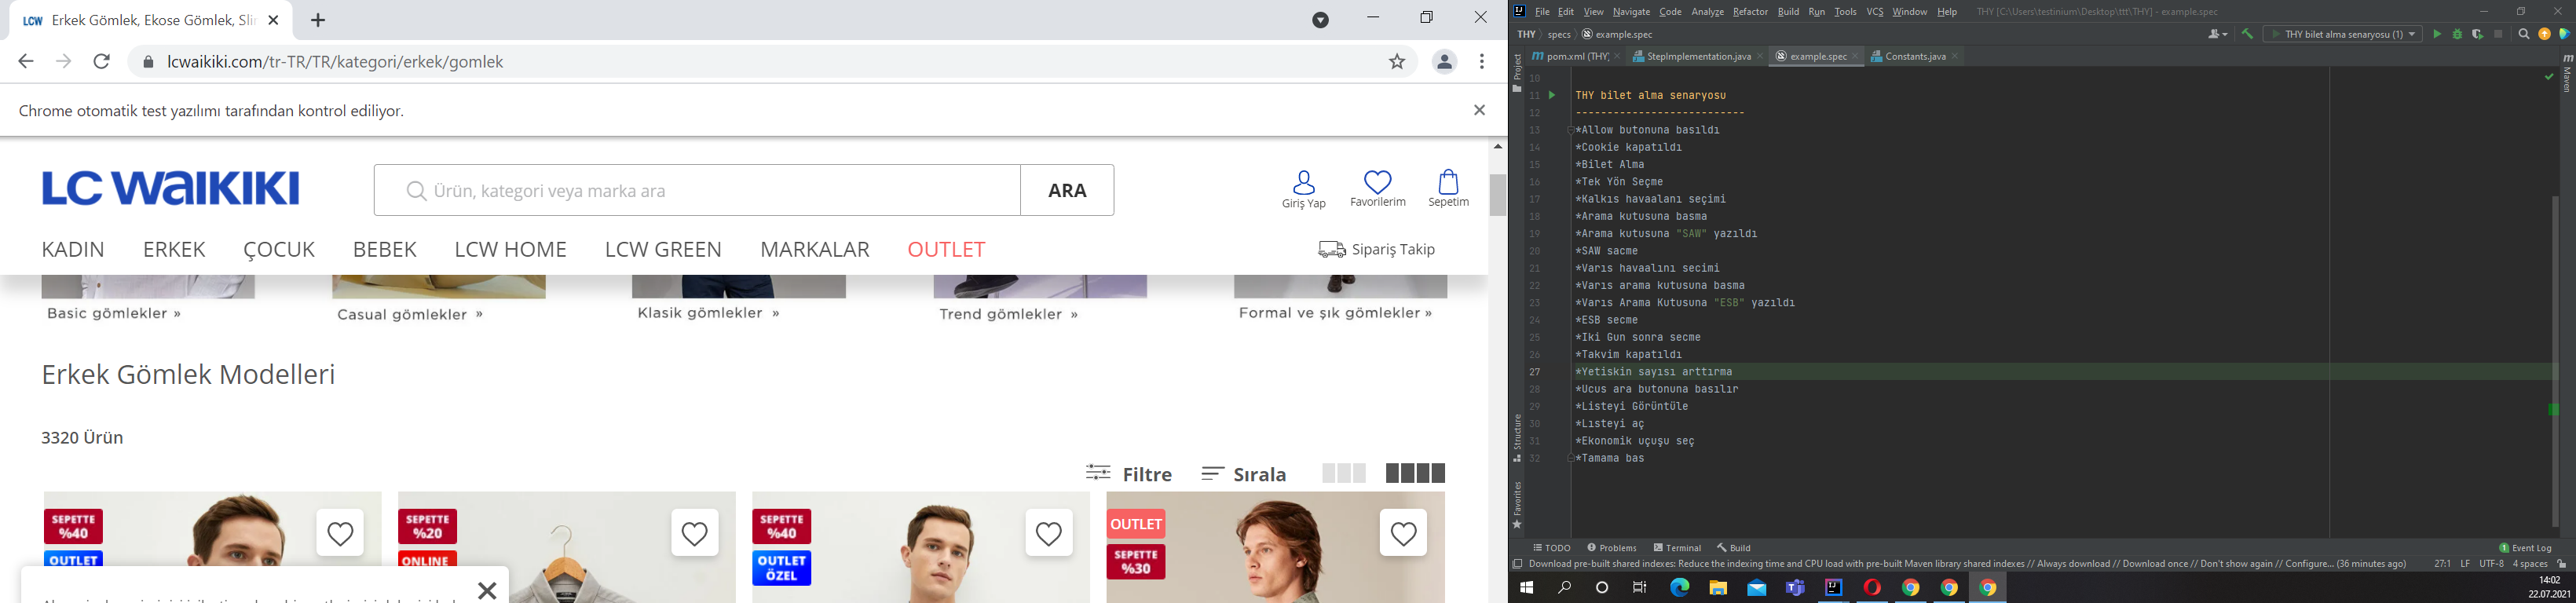 LCW Erkek Gömlek, Ekose Gömlek, Slin
lcwaikiki.com/tr-TR/TR/kategori/erkek/gomlek
Chrome otomatik test yazılımı tarafından kontrol ediliyor.
LC WAIKIKI
Ürün, kategori veya marka ara
ARA
Giriş Yap
Favorilerim
Sepetim
KADIN ERKEK ÇOCUK BEBEK LCW HOME LCW GREEN MARKALAR OUTLET
Sipariş Takip
Basic gömlekler »
Casual gömlekler »
Klasik gömlekler »
Trend gömlekler »
Formal ve şık gömlekler »
Erkek Gömlek Modelleri
3320 Ürün
Filtre
Sırala
SEPETTE
%40
OUTLET
SEPETTE
%20
ONLINE
SEPETTE
%40
OUTLET
ÖZEL
OUTLET
SEPETTE
%30
File Edit View Navigate Code Analyze Refactor Build Run Tools VCS Window Help THY [C:\Users\testinium\Desktop\ttt\THY] - example.spec
THY specs example.spec
THY bilet alma senaryosu (1)
pom.xml (THY) StepImplementation.java example.spec Constants.java
Project
Structure
Favorites
Maven
10
11 THY bilet alma senaryosu
12 ---------------------------
13 *Allow butonuna basıldı
14 *Cookie kapatıldı
15 *Bilet Alma
16 *Tek Yön Seçme
17 *Kalkıs havaalanı seçimi
18 *Arama kutusuna basma
19 *Arama kutusuna "SAW" yazıldı
20 *SAW sacme
21 *Varıs havaalını secimi
22 *Varıs arama kutusuna basma
23 *Varıs Arama Kutusuna "ESB" yazıldı
24 *ESB secme
25 *Iki Gun sonra secme
26 *Takvim kapatıldı
27 *Yetiskin sayısı arttırma
28 *Ucus ara butonuna basılır
29 *Listeyi Görüntüle
30 *Lısteyi aç
31 *Ekonomik uçuşu seç
32 *Tamama bas
TODO Problems Terminal Build
1 Event Log
Download pre-built shared indexes: Reduce the indexing time and CPU load with pre-built Maven library shared indexes // Always download // Download once // Don't show again // Configure... (36 minutes ago)
27:1 LF UTF-8 4 spaces
14:02
22.07.2021